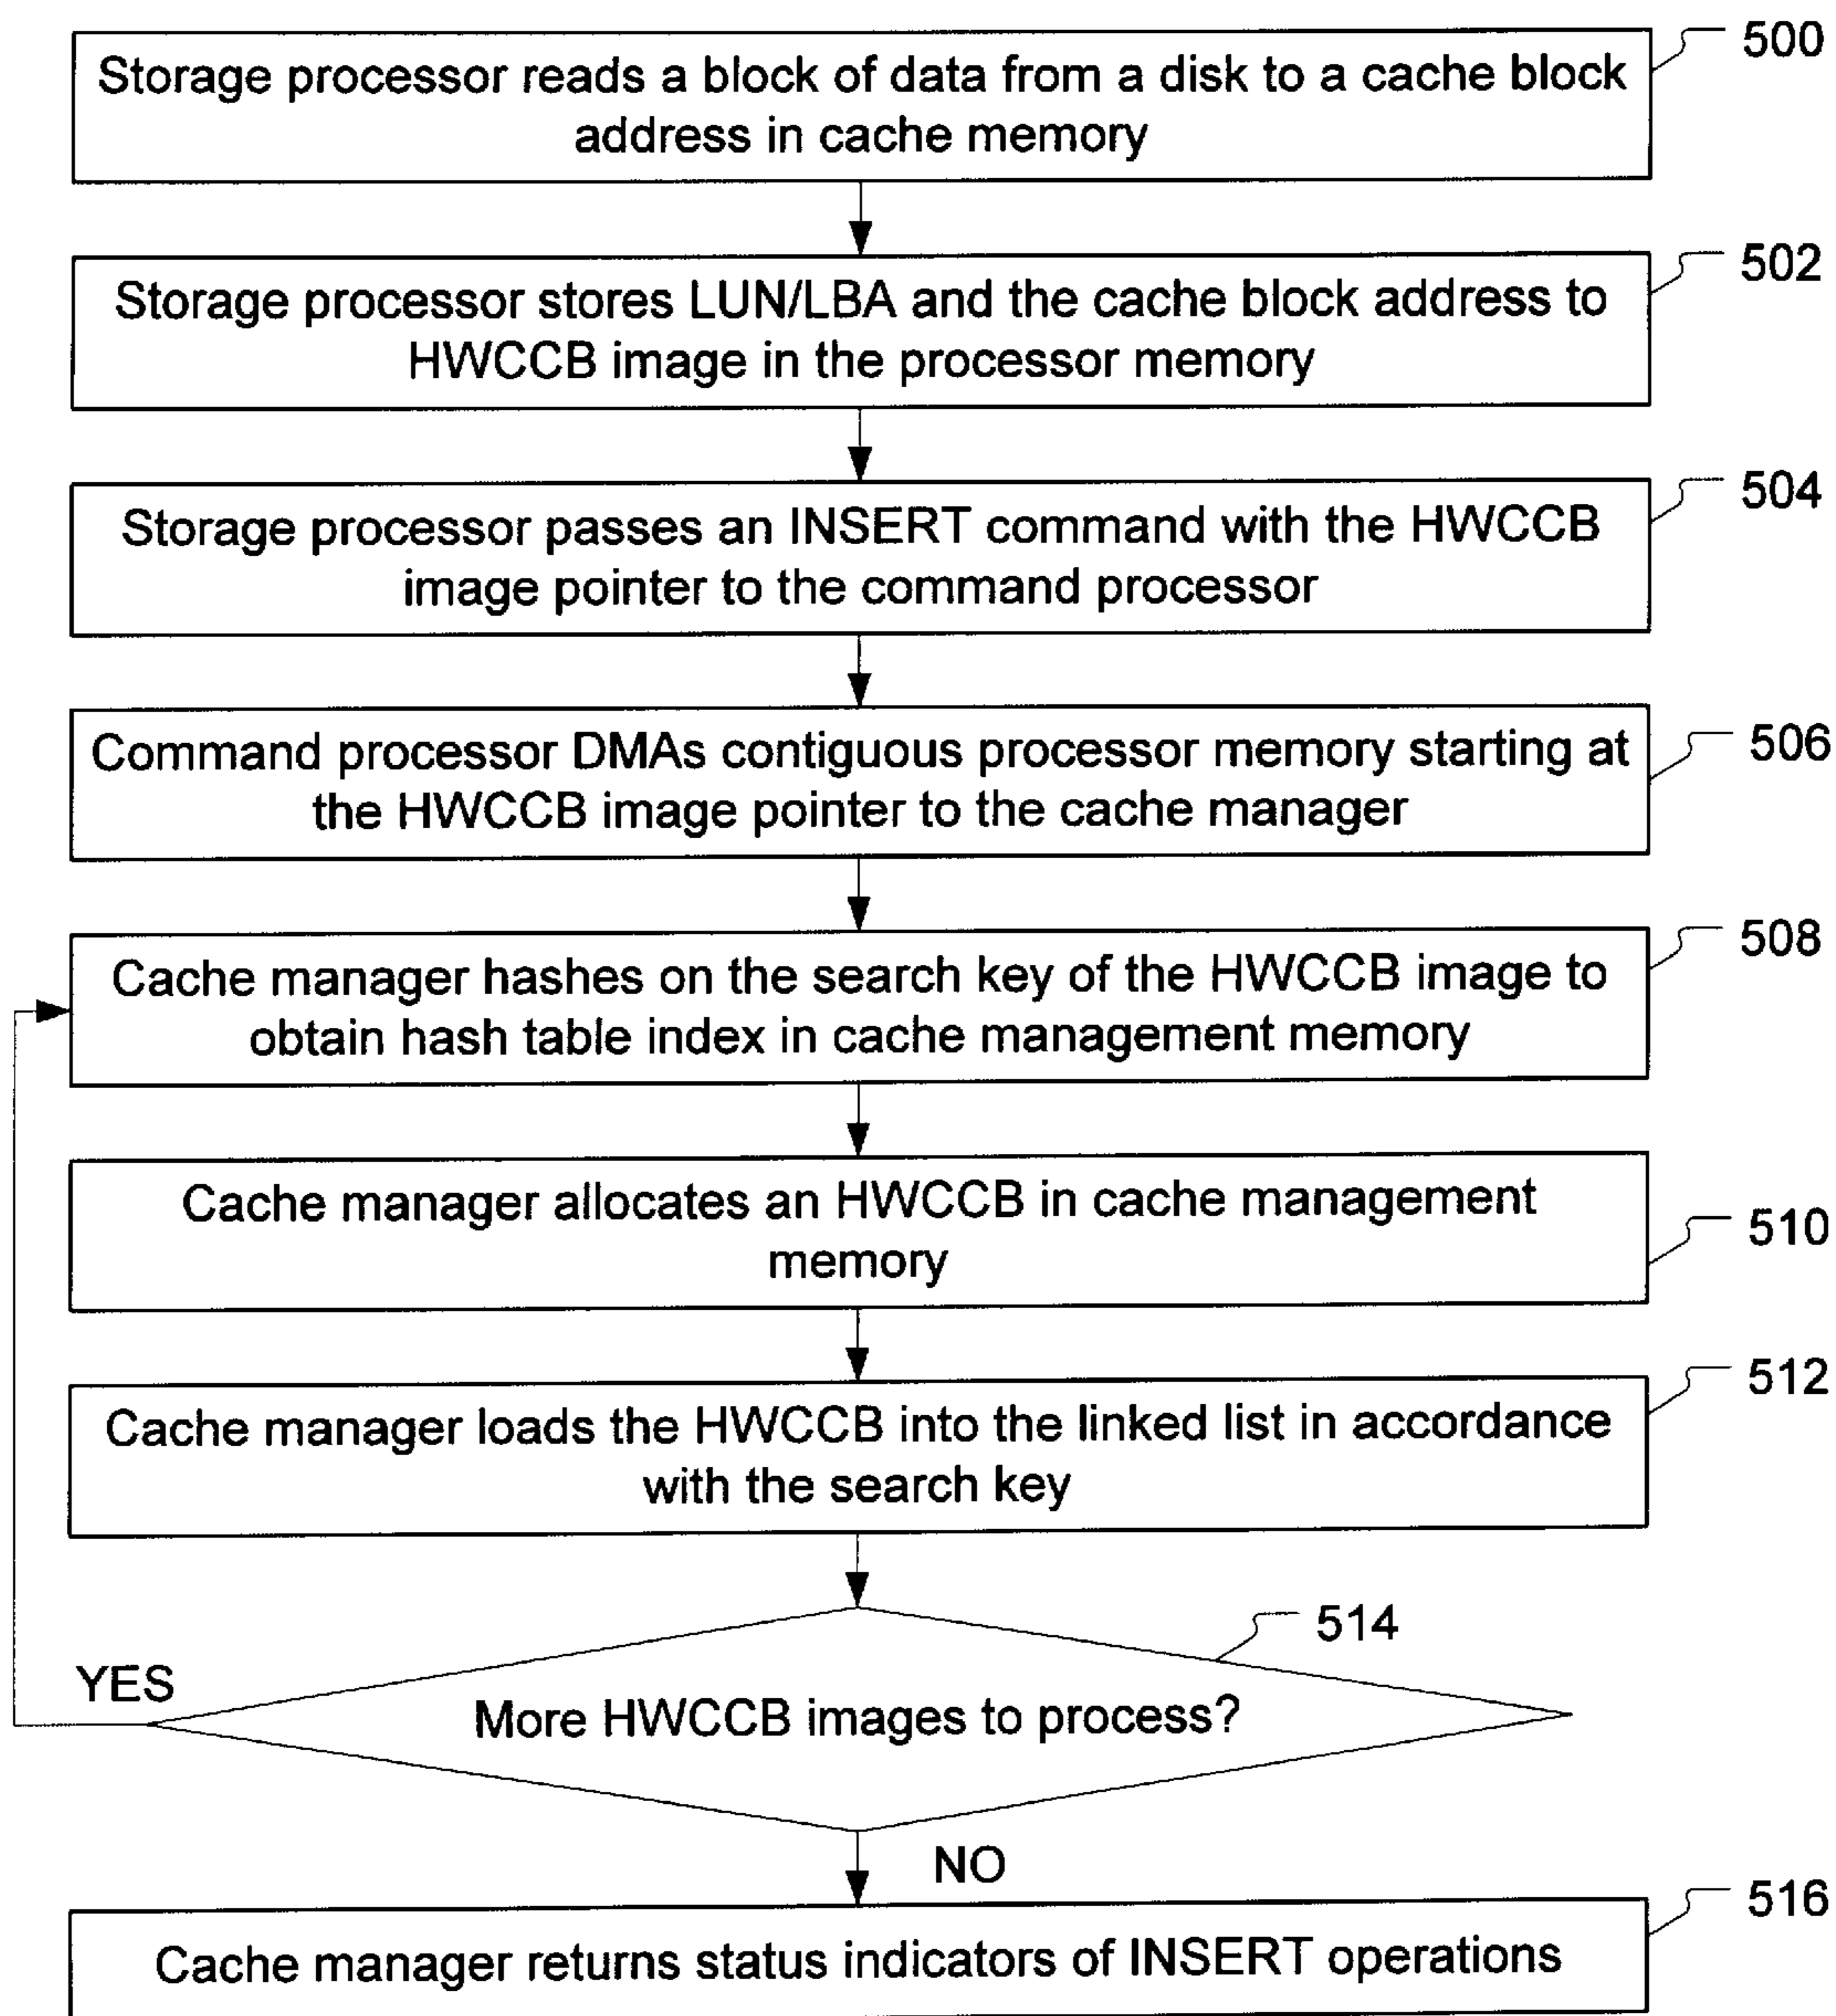 500
Storage processor reads a block of data from a disk to a cache block
address in cache memory
502
Storage processor stores LUN/LBA and the cache block address to
HWCCB image in the processor memory
504
Storage processor passes an INSERT command with the HWCCB
image pointer to the command processor
506
Command processor DMAs contiguous processor memory starting at
the HWCCB image pointer to the cache manager
508
Cache manager hashes on the search key of the HWCCB image to
obtain hash table index in cache management memory
510
Cache manager allocates an HWCCB in cache management
memory
512
Cache manager loads the HWCCB into the linked list in accordance
with the search key
514
YES
More HWCCB images to process?
NO
516
Cache manager returns status indicators of INSERT operations